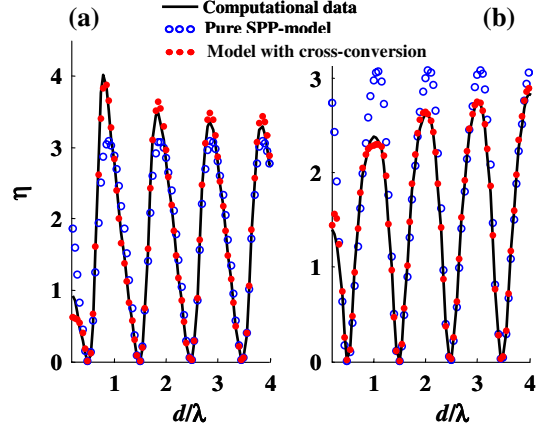 (a)
Computational data
Pure SPP-model
Model with cross-conversion
(b)
η
4
3
2
1
0
1
2
3
4
d/λ
3
2
1
0
1
2
3
4
d/λ